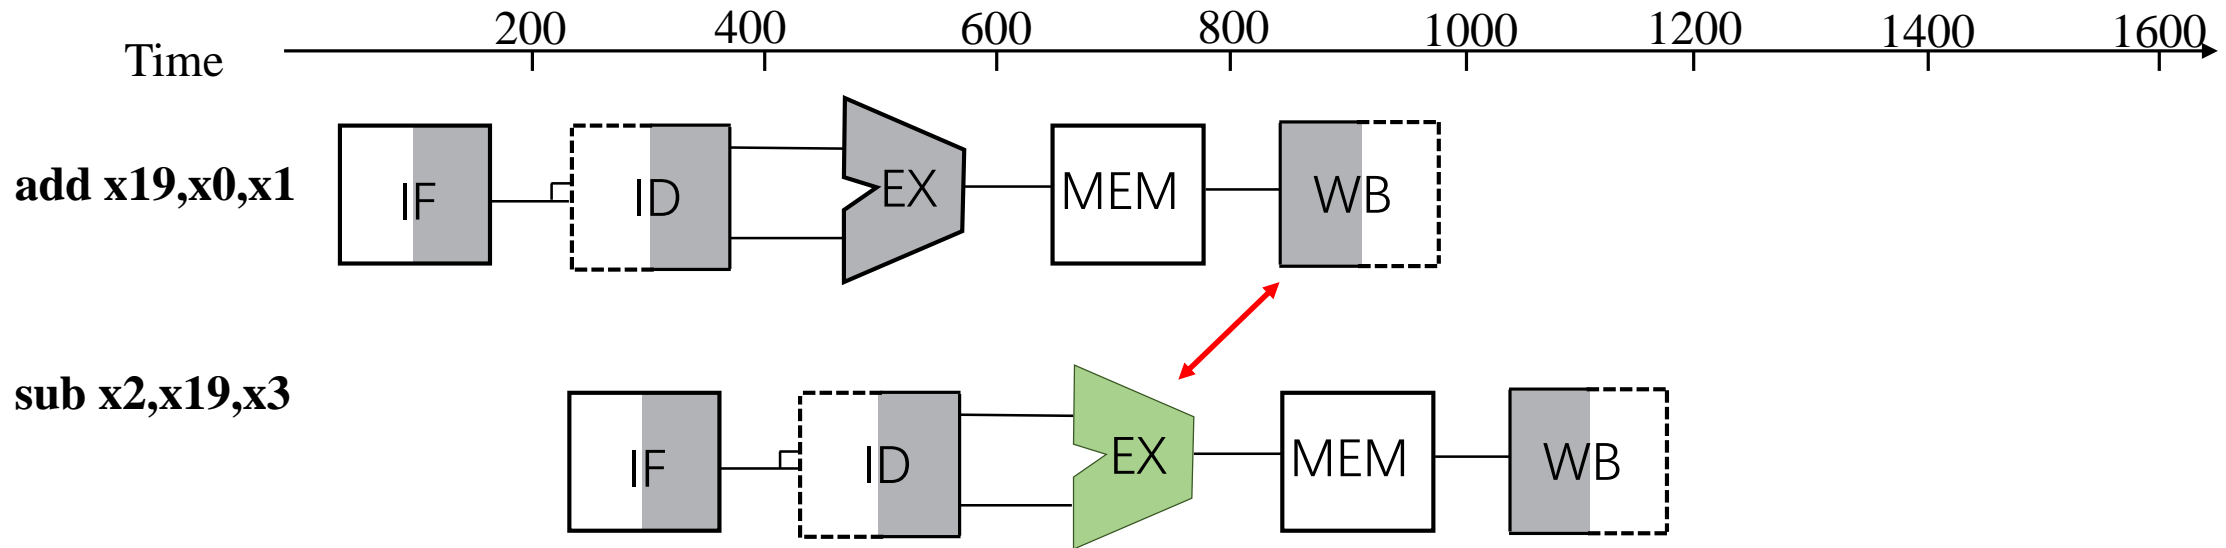 200 400 600 800 1000 1200 1400 1600
Time
add x19,x0,x1 IF ID EX MEM WB
sub x2,x19,x3 IF ID EX MEM WB